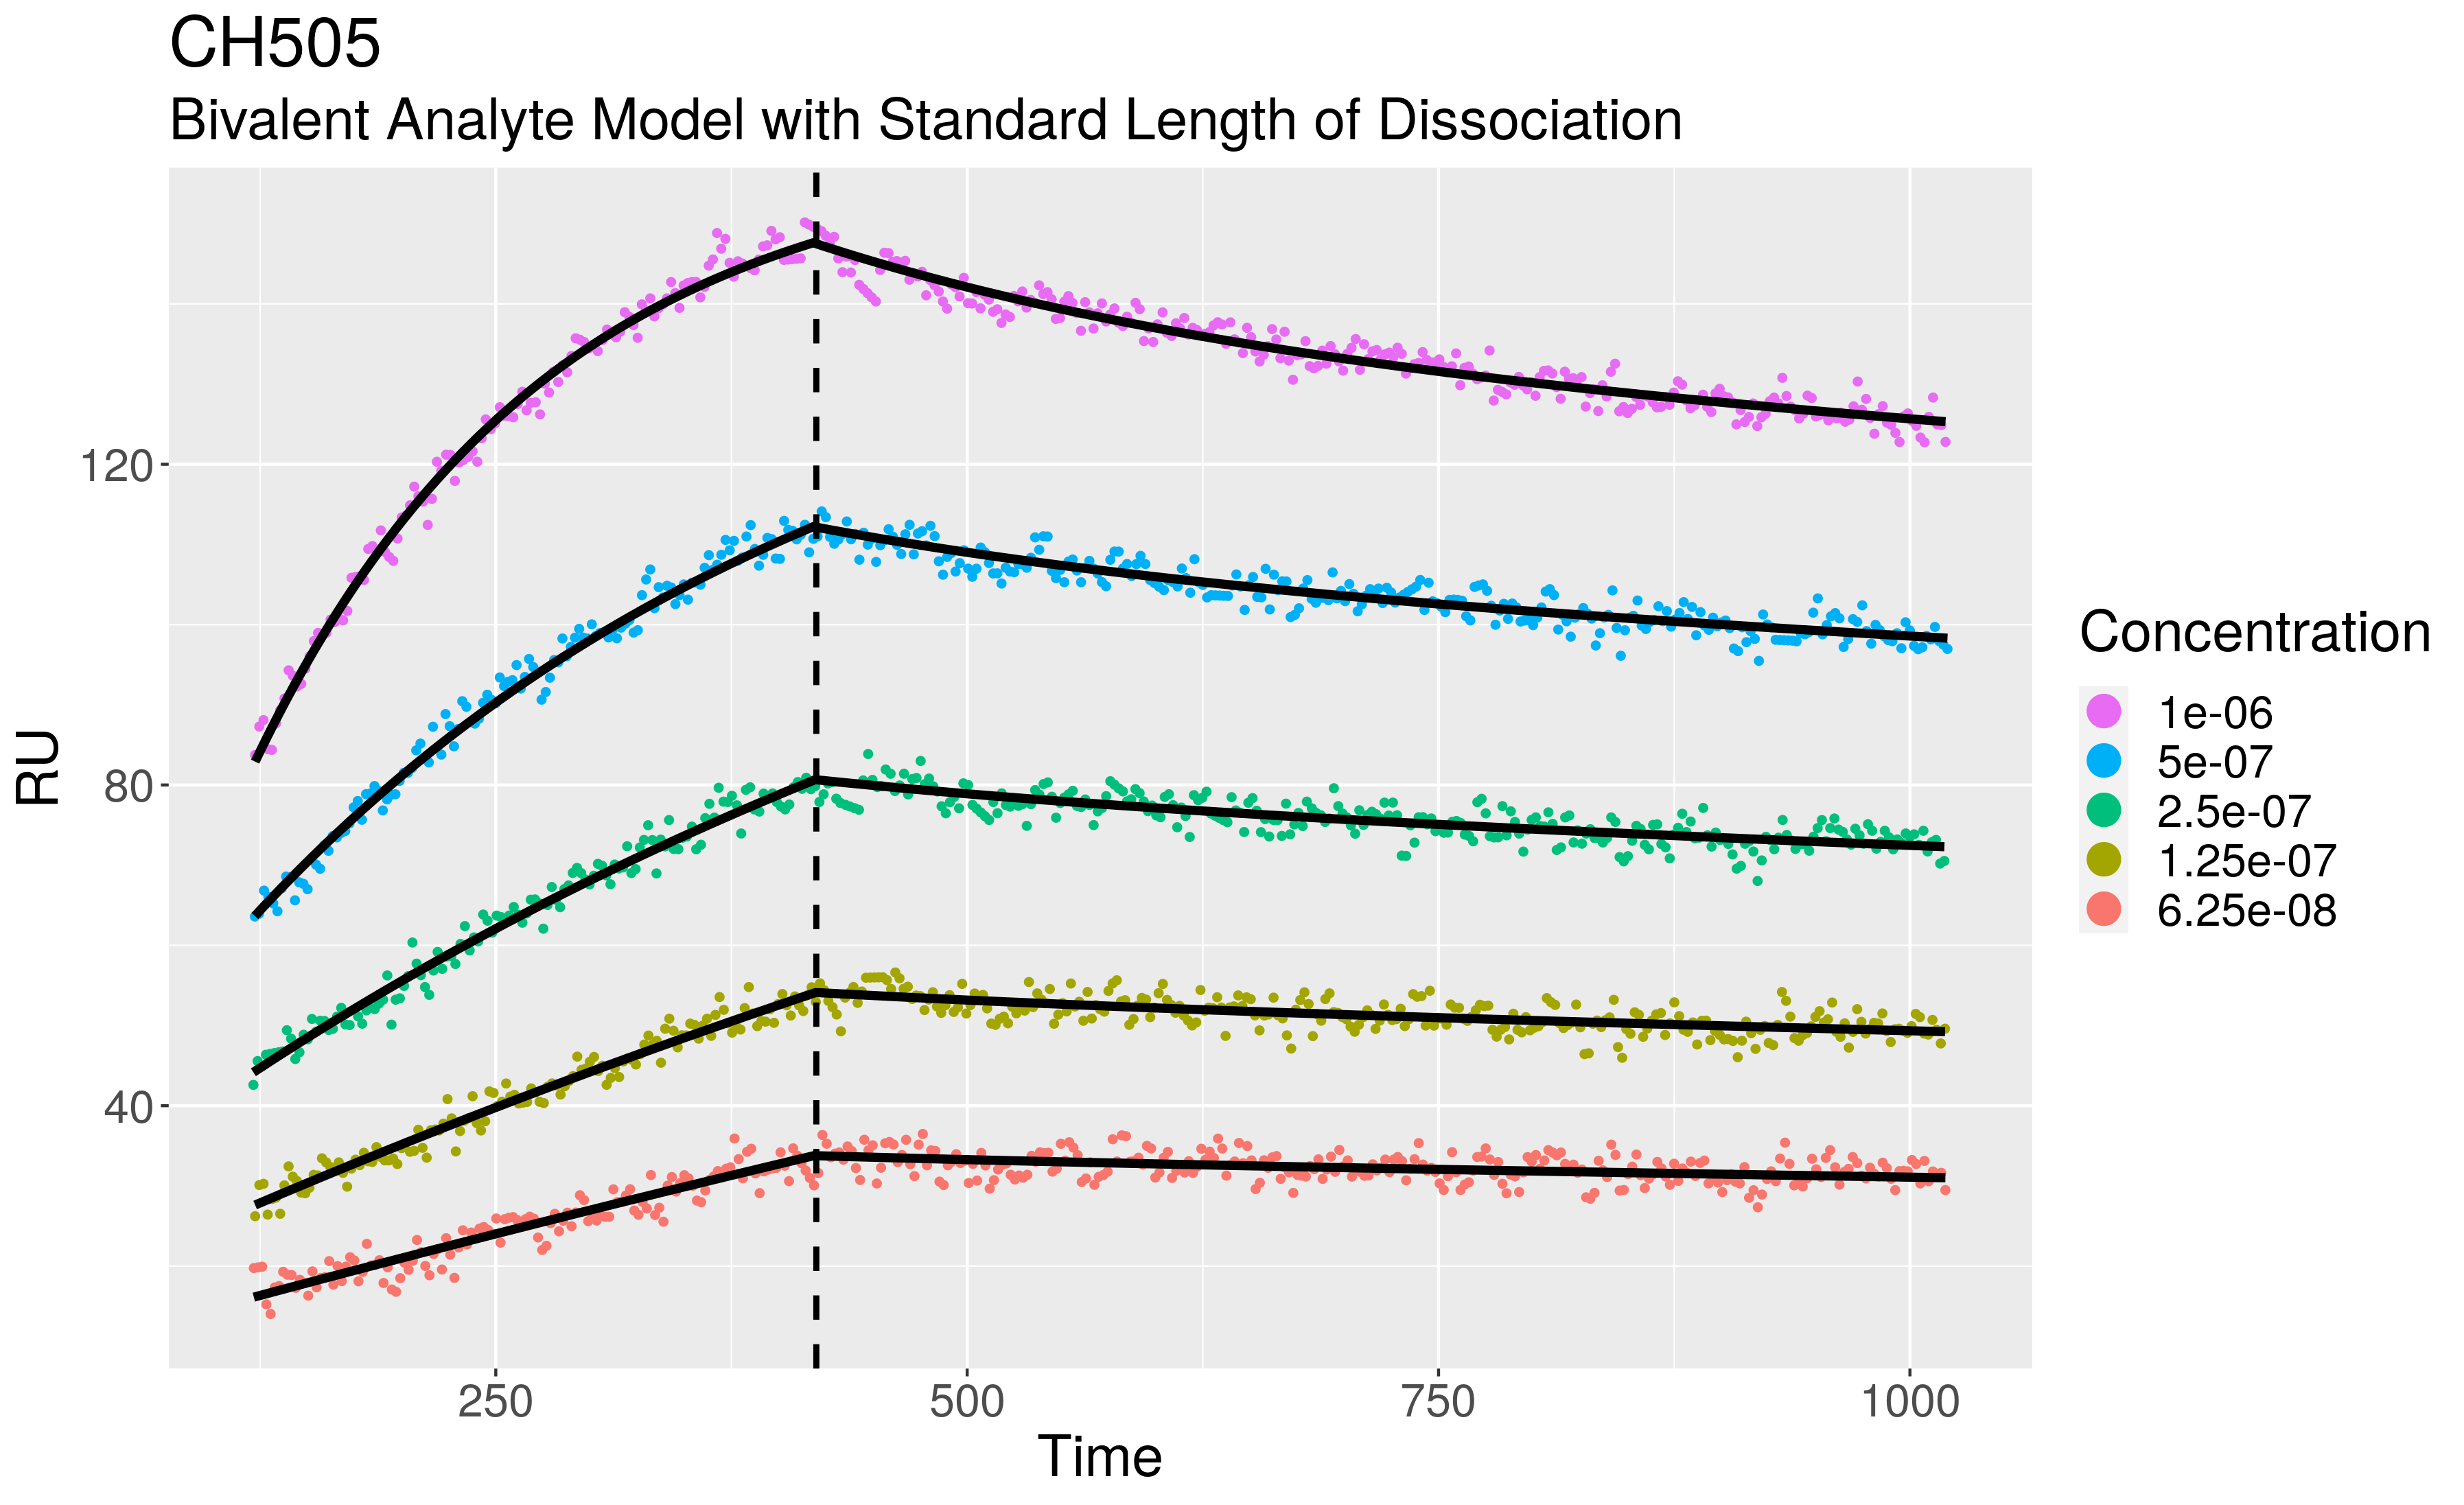 CH505
Bivalent Analyte Model with Standard Length of Dissociation
RU
120
80
40
250 500 750 1000
Time
Concentration
1e-06
5e-07
2.5e-07
1.25e-07
6.25e-08